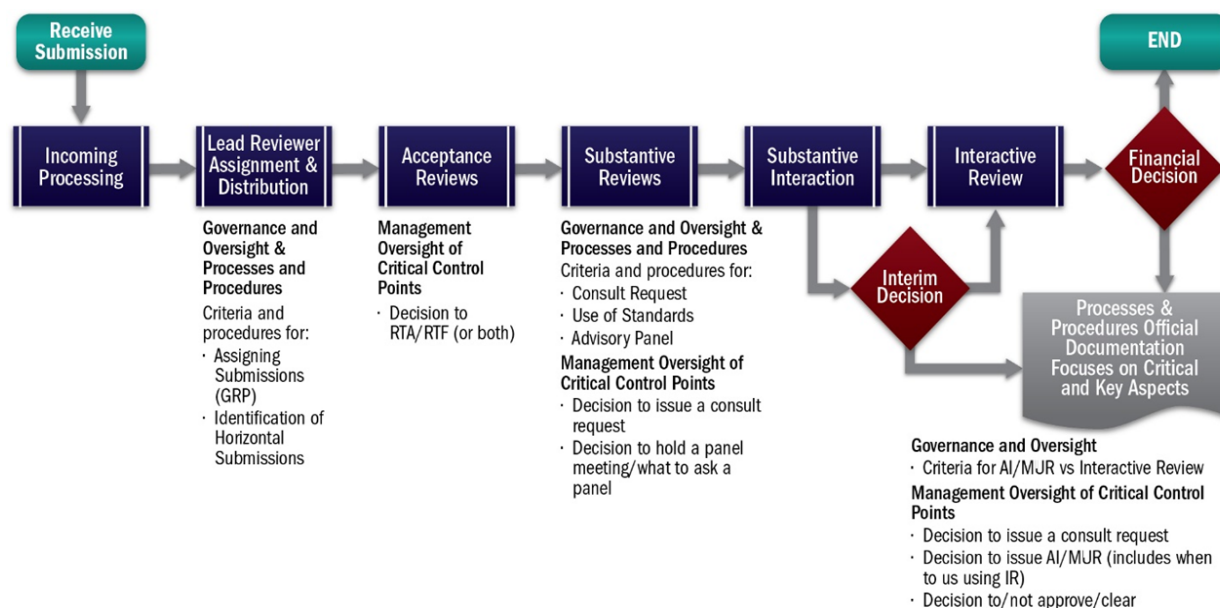 Receive
Submission
END
Incoming
Processing
Lead Reviewer
Assignment &
Distribution
Acceptance
Reviews
Substantive
Reviews
Substantive
Interaction
Interactive
Review
Financial
Decision
Interim
Decision
Processes &
Procedures Official
Documentation
Focuses on Critical
and Key Aspects
Governance and
Oversight &
Processes and
Procedures
Criteria and
procedures for:
· Assigning
Submissions
(GRP)
· Identification of
Horizontal
Submissions
Management
Oversight of
Critical Control
Points
· Decision to
RTA/RTF (or both)
Governance and Oversight &
Processes and Procedures
Criteria and procedures for:
· Consult Request
· Use of Standards
· Advisory Panel
Management Oversight of
Critical Control Points
· Decision to issue a consult
request
· Decision to hold a panel
meeting/what to ask a
panel
Governance and Oversight
· Criteria for AI/MJR vs Interactive Review
Management Oversight of Critical Control
Points
· Decision to issue a consult request
· Decision to issue AI/MJR (includes when
to us using IR)
· Decision to/not approve/clear